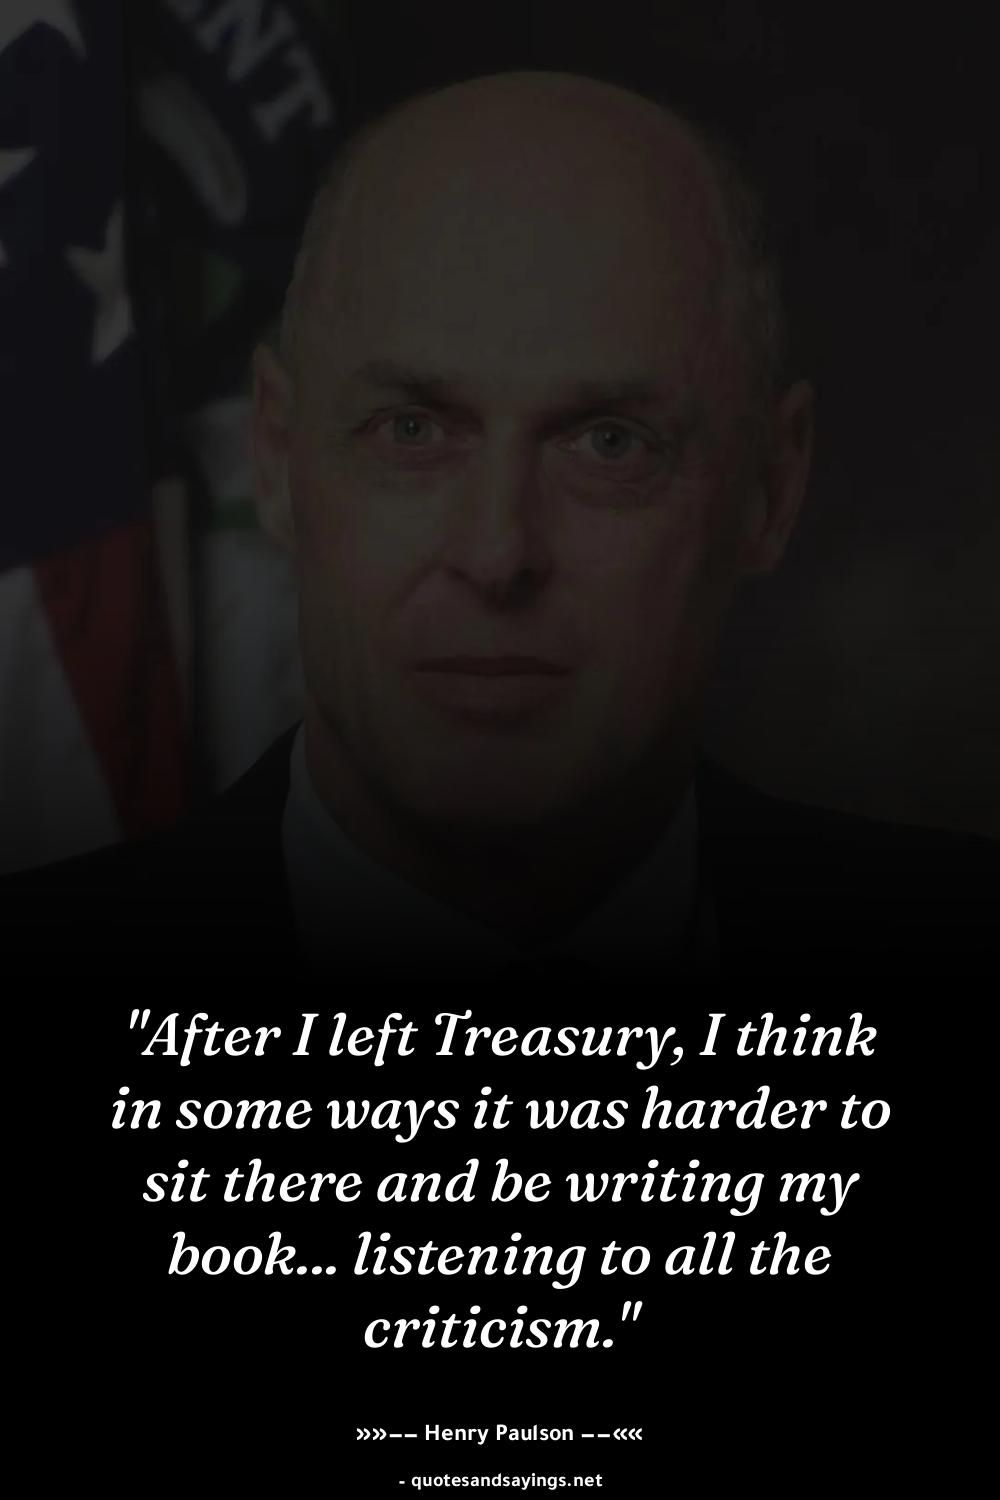 ENT
"After I left Treasury, I think
in some ways it was harder to
sit there and be writing my
book... listening to all the
criticism."
»»–– Henry Paulson ––««
- quotesandsayings.net